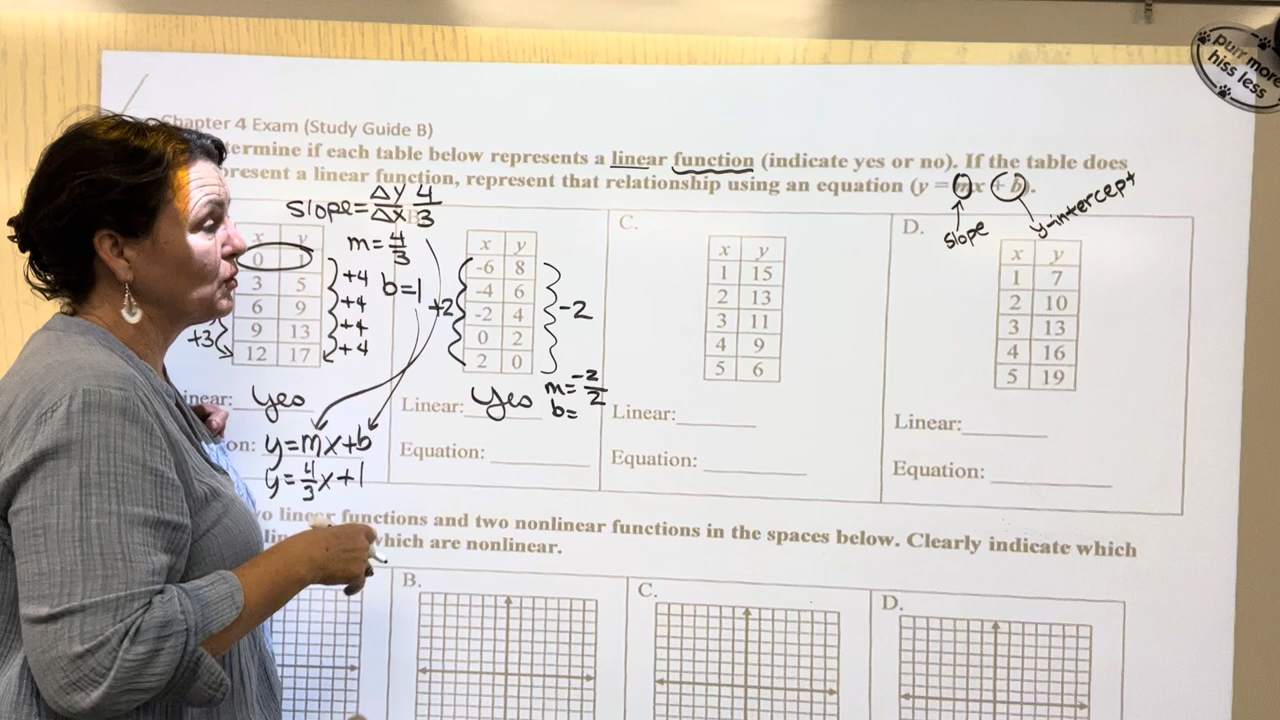 purr more
hiss less
Chapter 4 Exam (Study Guide B)
termine if each table below represents a linear function (indicate yes or no). If the table does
present a linear function, represent that relationship using an equation (y = mx + b).
slope
y-intercept
slope = Δy/Δx 4/3
m = 4/3
b = 1
x y
0 1
3 5
6 9
9 13
12 17
+3
+4
+4
+4
+4
inear: yes
on: y = mx + b
y = 4/3 x + 1
B
x y
-6 8
-4 6
-2 4
0 2
2 0
+2
-2
m = -2/2
b =
Linear: yes
Equation:
C.
x y
1 15
2 13
3 11
4 9
5 6
Linear:
Equation:
D.
x y
1 7
2 10
3 13
4 16
5 19
Linear:
Equation:
o linear functions and two nonlinear functions in the spaces below. Clearly indicate which
lin which are nonlinear.
B.
C.
D.